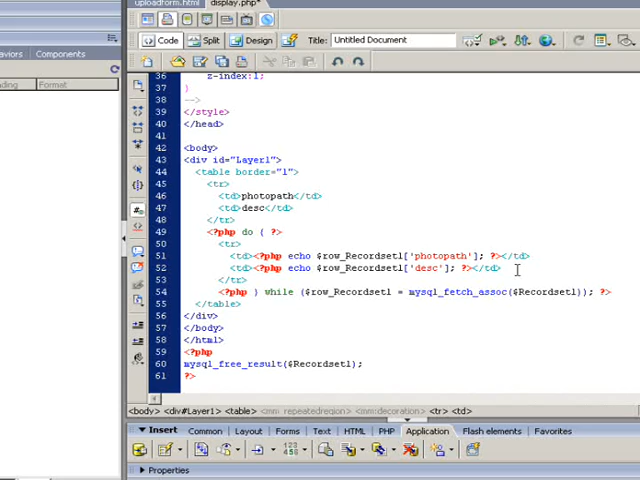 uploadform.html display.php*
Code Split Design Title: Untitled Document
haviors Components
nding Format
36 z-index:1;
37 }
38 -->
39 </style>
40 </head>
41
42 <body>
43 <div id="Layer1">
44 <table border="1">
45 <tr>
46 <td>photopath</td>
47 <td>desc</td>
48 </tr>
49 <?php do { ?>
50 <tr>
51 <td><?php echo $row_Recordset1['photopath']; ?></td>
52 <td><?php echo $row_Recordset1['desc']; ?></td>
53 </tr>
54 <?php } while ($row_Recordset1 = mysql_fetch_assoc($Recordset1)); ?>
55 </table>
56 </div>
57 </body>
58 </html>
59 <?php
60 mysql_free_result($Recordset1);
61 ?>
<body> <div#Layer1> <table> <mm:repeatedregion> <mm:decoration> <tr> <td>
Insert Common Layout Forms Text HTML PHP Application Flash elements Favorites
Properties